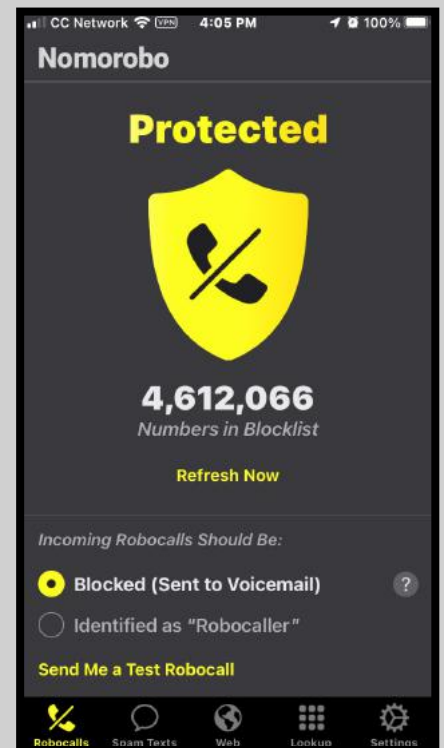 CC Network VPN 4:05 PM 100%
Nomorobo
Protected
4,612,066
Numbers in Blocklist
Refresh Now
Incoming Robocalls Should Be:
Blocked (Sent to Voicemail) ?
Identified as "Robocaller"
Send Me a Test Robocall
Robocalls Spam Texts Web Lookup Settings